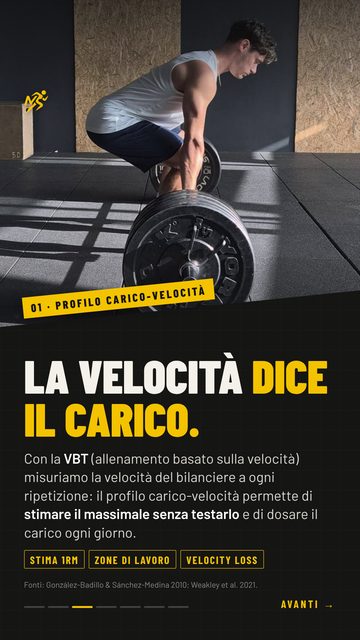 50
01 · PROFILO CARICO-VELOCITÀ
LA VELOCITÀ DICE
IL CARICO.
Con la VBT (allenamento basato sulla velocità)
misuriamo la velocità del bilanciere a ogni
ripetizione: il profilo carico-velocità permette di
stimare il massimale senza testarlo e di dosare il
carico ogni giorno.
STIMA 1RM
ZONE DI LAVORO
VELOCITY LOSS
Fonti: González-Badillo & Sánchez-Medina 2010; Weakley et al. 2021.
AVANTI →